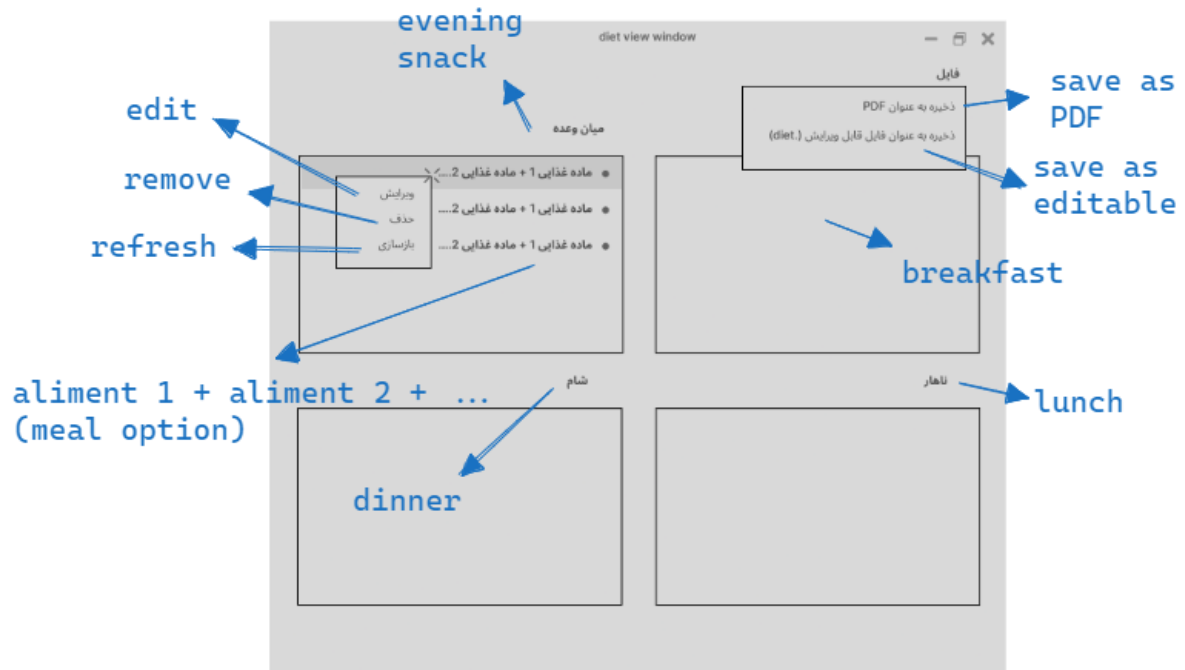 evening
snack
diet view window
فایل
save as
PDF
ذخیره به عنوان PDF
ذخیره به عنوان فایل قابل ویرایش (.diet)
save as
editable
edit
میان وعده
ماده غذایی 1 + ماده غذایی 2....
remove
ویرایش
ماده غذایی 1 + ماده غذایی 2....
حذف
refresh
بازسازی
ماده غذایی 1 + ماده غذایی 2....
breakfast
aliment 1 + aliment 2 + ...
(meal option)
شام
ناهار
lunch
dinner